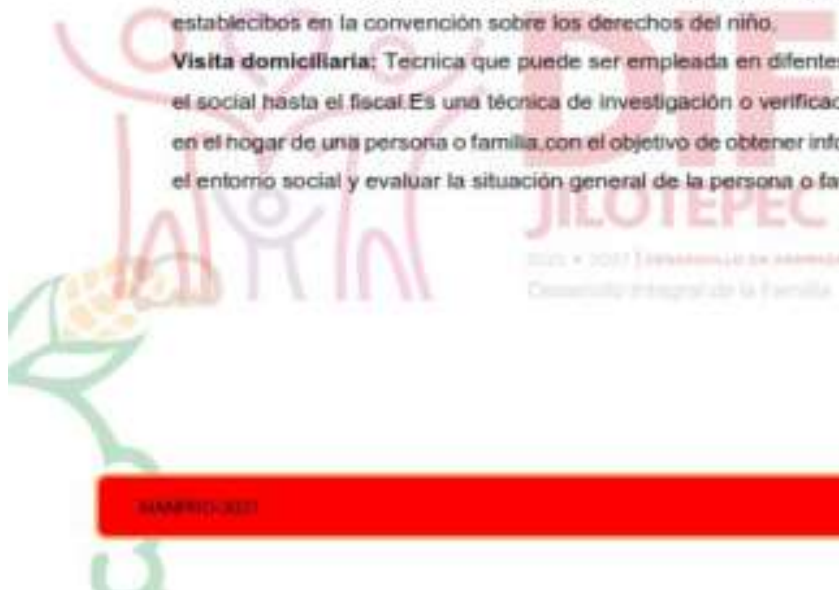 establecibos en la convención sobre los derechos del niño.
Visita domiciliaria: Tecnica que puede ser empleada en difentes
el social hasta el fiscal.Es una técnica de investigación o verificac
en el hogar de una persona o familia,con el objetivo de obtener info
el entorno social y evaluar la situación general de la persona o fa
DIF
JILOTEPEC
Desarrollo Integral de la Familia